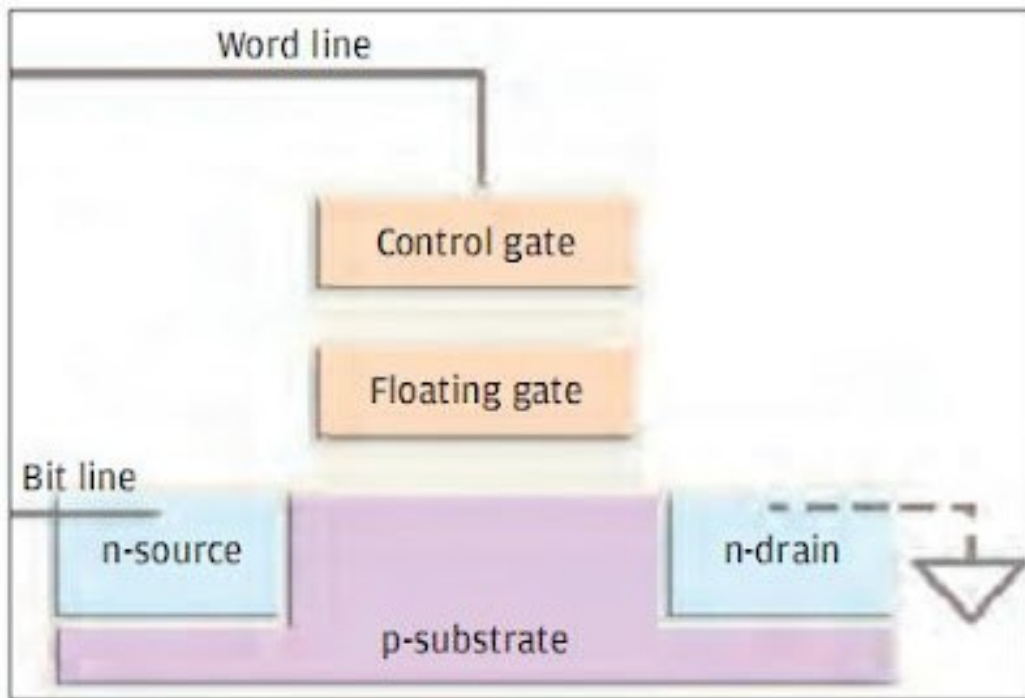 Word line
Control gate
Floating gate
Bit line
n-source
n-drain
p-substrate